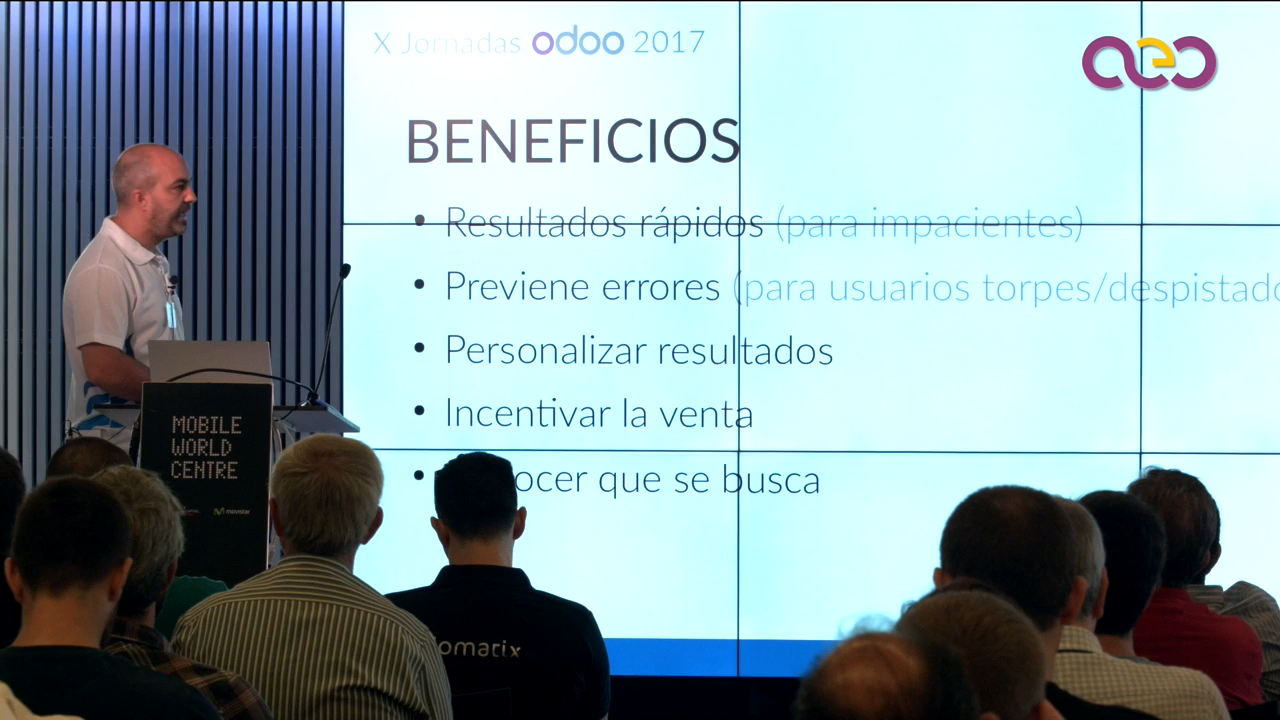 X Jornadas odoo 2017
aeo
BENEFICIOS
• Resultados rápidos (para impacientes)
• Previene errores (para usuarios torpes/despistado
• Personalizar resultados
• Incentivar la venta
• ocer que se busca
MOBILE
WORLD
CENTRE
movistar
omatix